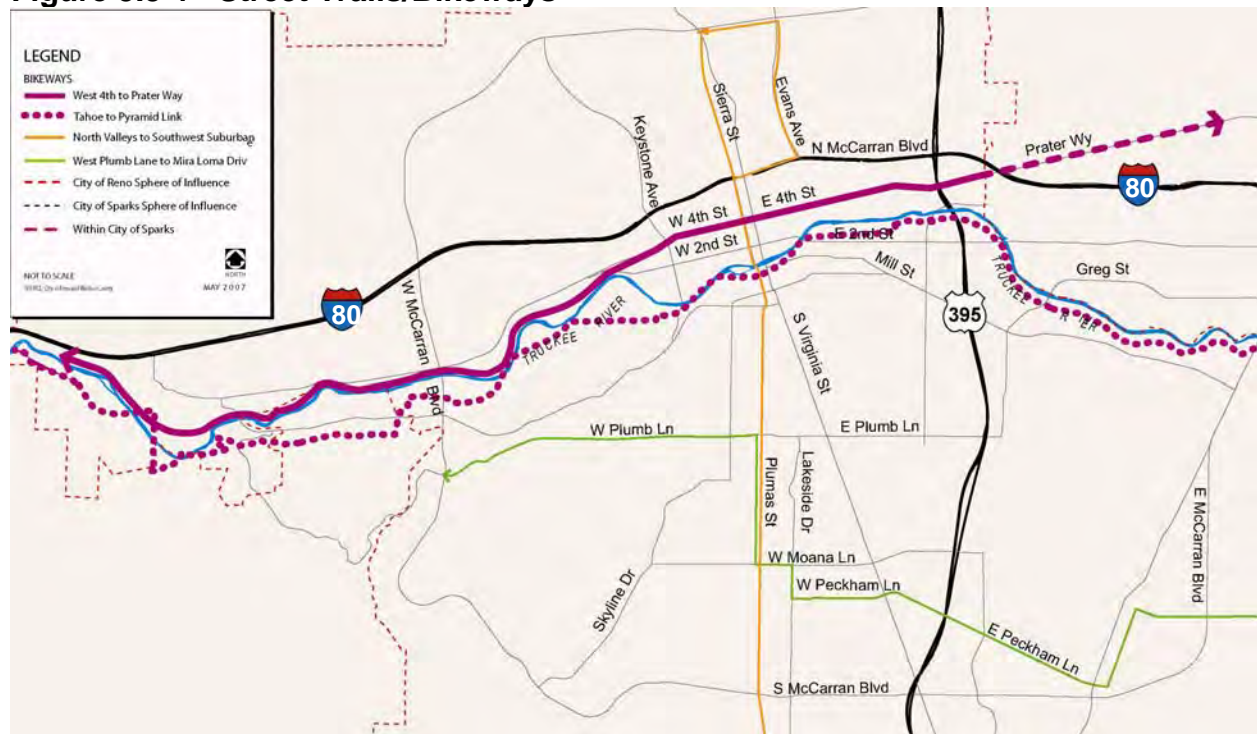 LEGEND
BIKEWAYS
West 4th to Prater Way
Tahoe to Pyramid Link
North Valleys to Southwest Suburban
West Plumb Lane to Mira Loma Driv
City of Reno Sphere of Influence
City of Sparks Sphere of Influence
Within City of Sparks
NORTH
NOT TO SCALE
MAY 2007
Sierra St
Evans Ave
Keystone Ave
N McCarran Blvd
Prater Wy
80
W 4th St
E 4th St
W 2nd St
E 2nd St
Mill St
Greg St
W McCarran
Blvd
80
TRUCKEE RIVER
TRUCKEE
395
S Virginia St
W Plumb Ln
E Plumb Ln
Plumas St
Lakeside Dr
E McCarran Blvd
W Moana Ln
W Peckham Ln
Skyline Dr
E Peckham Ln
S McCarran Blvd